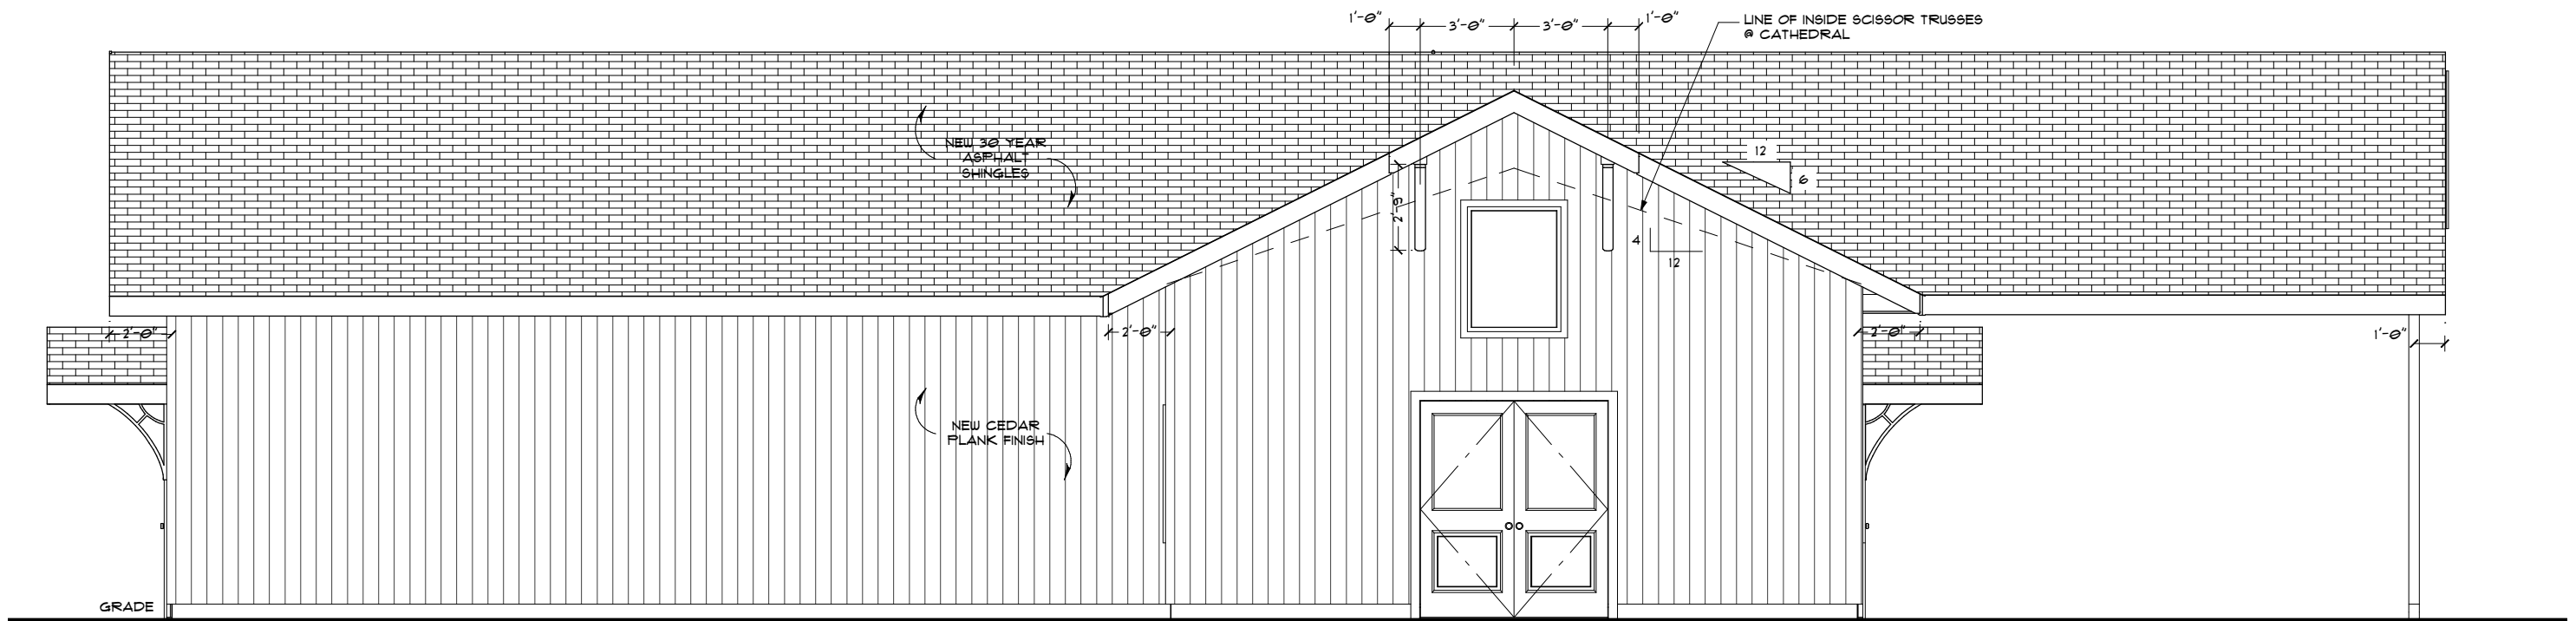 1'-0" 3'-0" 3'-0" 1'-0"
LINE OF INSIDE SCISSOR TRUSSES
@ CATHEDRAL
NEW 30 YEAR
ASPHALT
SHINGLES
12
6
2'-9"
4
12
2'-0"
2'-0"
2'-0"
1'-0"
NEW CEDAR
PLANK FINISH
GRADE